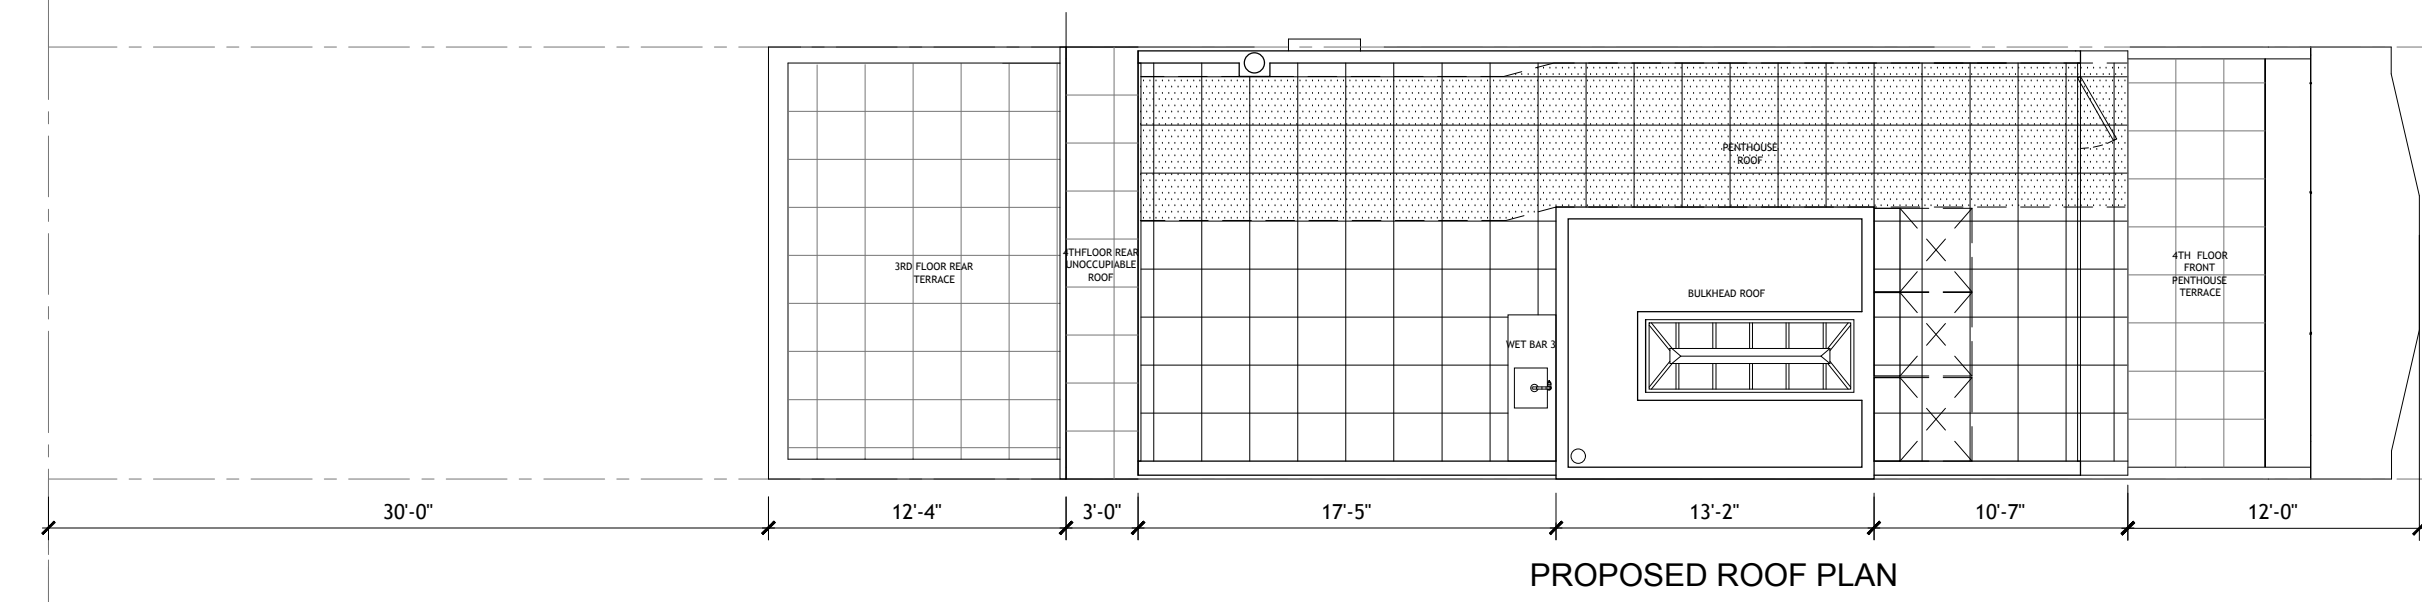 PENTHOUSE
ROOF
3RD FLOOR REAR
TERRACE
4THFLOOR REAR
UNOCCUPIABLE
ROOF
BULKHEAD ROOF
WET BAR 3
4TH FLOOR
FRONT
PENTHOUSE
TERRACE
30'-0"
12'-4"
3'-0"
17'-5"
13'-2"
10'-7"
12'-0"
PROPOSED ROOF PLAN